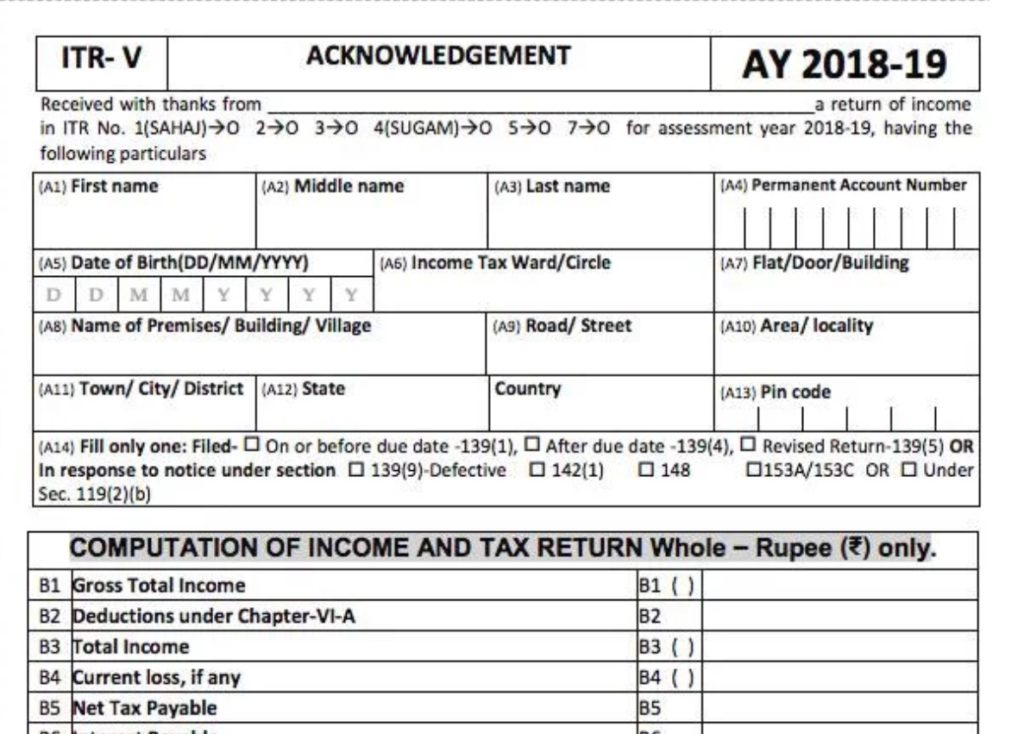 ITR- V ACKNOWLEDGEMENT AY 2018-19
Received with thanks from ______________________________a return of income
in ITR No. 1(SAHAJ)→O 2→O 3→O 4(SUGAM)→O 5→O 7→O for assessment year 2018-19, having the
following particulars
(A1) First name (A2) Middle name (A3) Last name (A4) Permanent Account Number
(A5) Date of Birth(DD/MM/YYYY) (A6) Income Tax Ward/Circle (A7) Flat/Door/Building
D D M M Y Y Y Y
(A8) Name of Premises/ Building/ Village (A9) Road/ Street (A10) Area/ locality
(A11) Town/ City/ District (A12) State Country (A13) Pin code
(A14) Fill only one: Filed- ☐ On or before due date -139(1), ☐ After due date -139(4), ☐ Revised Return-139(5) OR
In response to notice under section ☐ 139(9)-Defective ☐ 142(1) ☐ 148 ☐153A/153C OR ☐ Under
Sec. 119(2)(b)
COMPUTATION OF INCOME AND TAX RETURN Whole – Rupee (₹) only.
B1 Gross Total Income B1 ( )
B2 Deductions under Chapter-VI-A B2
B3 Total Income B3 ( )
B4 Current loss, if any B4 ( )
B5 Net Tax Payable B5